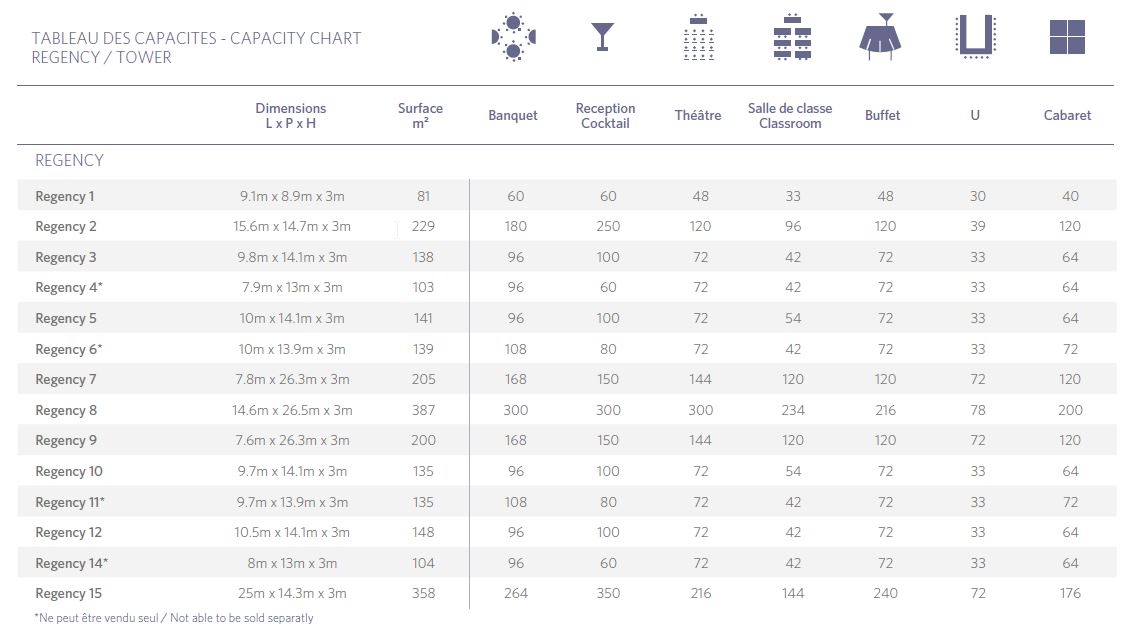 TABLEAU DES CAPACITES - CAPACITY CHART
REGENCY / TOWER
Dimensions L x P x H Surface m² Banquet Reception Cocktail Théâtre Salle de classe Classroom Buffet U Cabaret
REGENCY
Regency 1 9.1m x 8.9m x 3m 81 60 60 48 33 48 30 40
Regency 2 15.6m x 14.7m x 3m 229 180 250 120 96 120 39 120
Regency 3 9.8m x 14.1m x 3m 138 96 100 72 42 72 33 64
Regency 4* 7.9m x 13m x 3m 103 96 60 72 42 72 33 64
Regency 5 10m x 14.1m x 3m 141 96 100 72 54 72 33 64
Regency 6* 10m x 13.9m x 3m 139 108 80 72 42 72 33 72
Regency 7 7.8m x 26.3m x 3m 205 168 150 144 120 120 72 120
Regency 8 14.6m x 26.5m x 3m 387 300 300 300 234 216 78 200
Regency 9 7.6m x 26.3m x 3m 200 168 150 144 120 120 72 120
Regency 10 9.7m x 14.1m x 3m 135 96 100 72 54 72 33 64
Regency 11* 9.7m x 13.9m x 3m 135 108 80 72 42 72 33 72
Regency 12 10.5m x 14.1m x 3m 148 96 100 72 42 72 33 64
Regency 14* 8m x 13m x 3m 104 96 60 72 42 72 33 64
Regency 15 25m x 14.3m x 3m 358 264 350 216 144 240 72 176
*Ne peut être vendu seul / Not able to be sold separatly